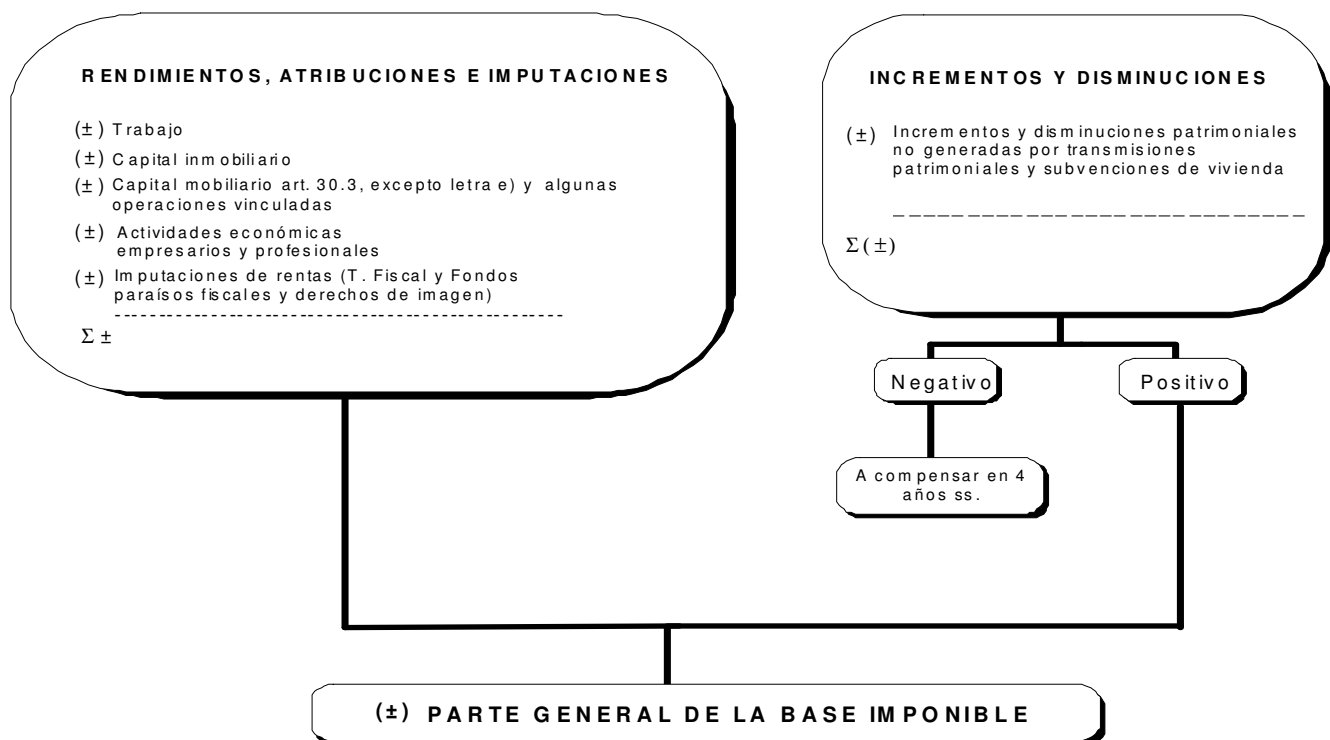 RENDIMIENTOS, ATRIBUCIONES E IMPUTACIONES
(±) Trabajo
(±) Capital inmobiliario
(±) Capital mobiliario art. 30.3, excepto letra e) y algunas
operaciones vinculadas
(±) Actividades económicas
empresarios y profesionales
(±) Imputaciones de rentas (T. Fiscal y Fondos
paraísos fiscales y derechos de imagen)
Σ ±
INCREMENTOS Y DISMINUCIONES
(±) Incrementos y disminuciones patrimoniales
no generadas por transmisiones
patrimoniales y subvenciones de vivienda
Σ (±)
Negativo
Positivo
A compensar en 4
años ss.
(±) PARTE GENERAL DE LA BASE IMPONIBLE